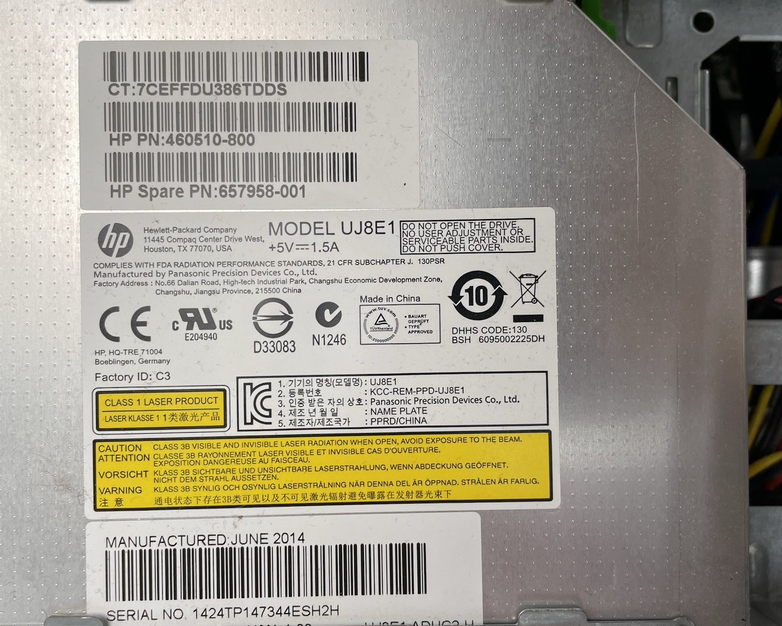 CT:7CEFFDU386TDDS
HP PN:460510-800
HP Spare PN:657958-001
hp
Hewlett-Packard Company
11445 Compaq Center Drive West,
Houston, TX 77070, USA
MODEL UJ8E1
+5V⎓1.5A
DO NOT OPEN THE DRIVE.
NO USER ADJUSTMENT OR
SERVICEABLE PARTS INSIDE.
DO NOT PUSH COVER.
COMPLIES WITH FDA RADIATION PERFORMANCE STANDARDS, 21 CFR SUBCHAPTER J. 130PSR
Manufactured by Panasonic Precision Devices Co., Ltd.
Factory Address : No.66 Dalian Road, High-tech Industrial Park, Changshu Economic Development Zone,
Changshu, Jiangsu Province, 215500 China
Made in China
CE
c UR US
E204940
D33083
N1246
www.tuv.com
BAUART
GEPRÜFT
TYPE
APPROVED
10
DHHS CODE:130
BSH 6095002225DH
HP, HQ-TRE 71004
Boeblingen, Germany
Factory ID: C3
CLASS 1 LASER PRODUCT
LASER KLASSE 1 1类激光产品
1. 기기의 명칭(모델명) : UJ8E1
2. 등록번호 : KCC-REM-PPD-UJ8E1
3. 인증 받은 자의 상호: Panasonic Precision Devices Co., Ltd.
4. 제조 년 월 일 : NAME PLATE
5. 제조자/제조국가 : PPRD/CHINA
CAUTION CLASS 3B VISIBLE AND INVISIBLE LASER RADIATION WHEN OPEN, AVOID EXPOSURE TO THE BEAM.
ATTENTION CLASSE 3B RAYONNEMENT LASER VISIBLE ET INVISIBLE CAS D'OUVERTURE.
EXPOSITION DANGEREUSE AU FAISCEAU.
VORSICHT KLASS 3B SICHTBARE UND UNSICHTBARE LASERSTRAHLUNG, WENN ABDECKUNG GEÖFFNET.
NICHT DEM STRAHL AUSSETZEN.
VARNING KLASS 3B SYNLIG OCH OSYNLIG LASERSTRÅLNING NÄR DENNA DEL ÄR ÖPPNAD. STRÅLEN ÄR FARLIG.
注 意 通电状态下存在3B类可见以及不可见激光辐射避免曝露在发射器光束下
MANUFACTURED:JUNE 2014
SERIAL NO. 1424TP147344ESH2H